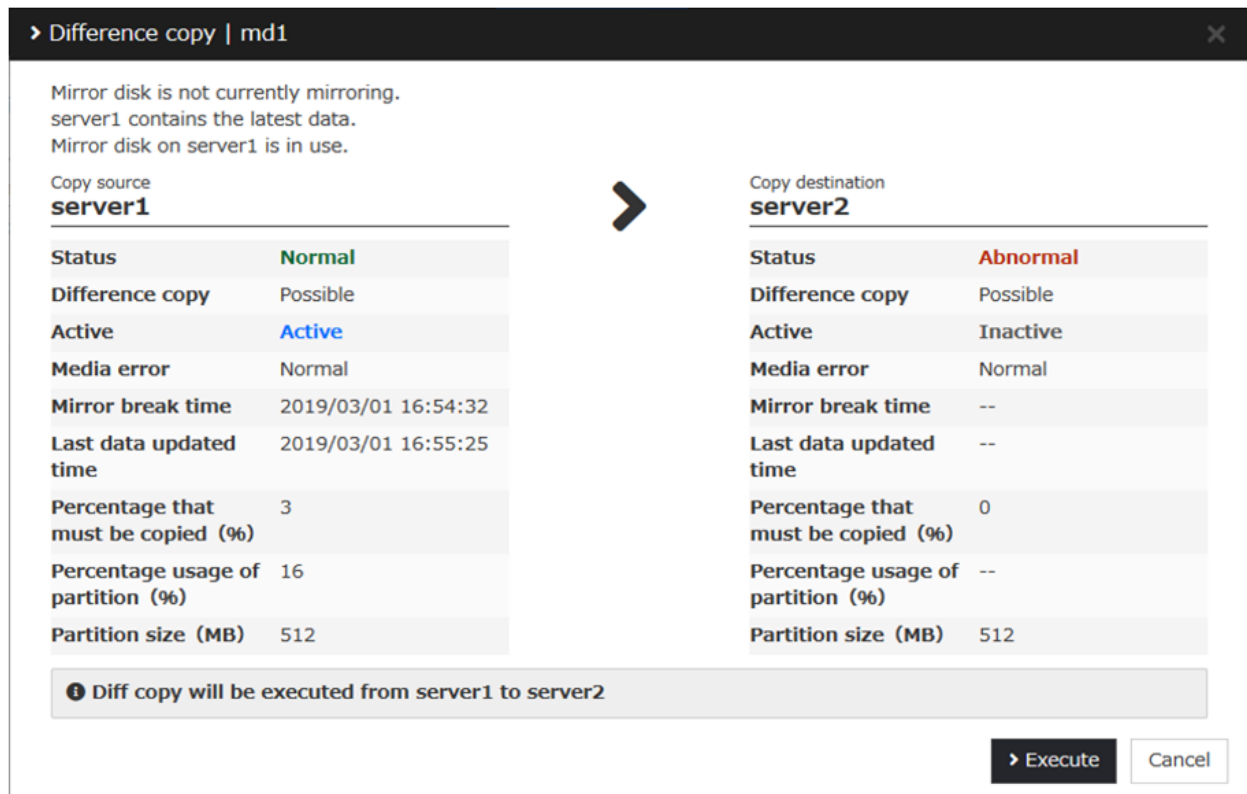 Difference copy | md1
Mirror disk is not currently mirroring.
server1 contains the latest data.
Mirror disk on server1 is in use.
Copy source
server1
Status Normal
Difference copy Possible
Active Active
Media error Normal
Mirror break time 2019/03/01 16:54:32
Last data updated 2019/03/01 16:55:25
time
Percentage that 3
must be copied (%)
Percentage usage of 16
partition (%)
Partition size (MB) 512
Copy destination
server2
Status Abnormal
Difference copy Possible
Active Inactive
Media error Normal
Mirror break time --
Last data updated --
time
Percentage that 0
must be copied (%)
Percentage usage of --
partition (%)
Partition size (MB) 512
Diff copy will be executed from server1 to server2
Execute
Cancel